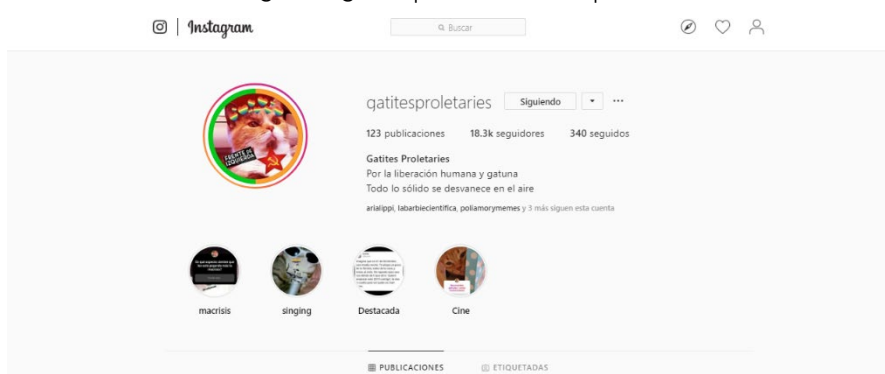 Instagram
Buscar
gatitesproletaries Siguiendo
123 publicaciones 18.3k seguidores 340 seguidos
Gatites Proletaries
Por la liberación humana y gatuna
Todo lo sólido se desvanece en el aire
arialippi, labarbiecientifica, poliamorymemes y 3 más siguen esta cuenta
FRENTE DE
IZQUIERDA
macrisis singing Destacada Cine
PUBLICACIONES ETIQUETADAS